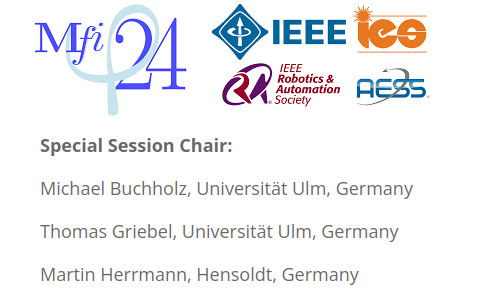 Mfi 24
IEEE
ies
IEEE
Robotics &
Automation
Society
AESS
Special Session Chair:
Michael Buchholz, Universität Ulm, Germany
Thomas Griebel, Universität Ulm, Germany
Martin Herrmann, Hensoldt, Germany